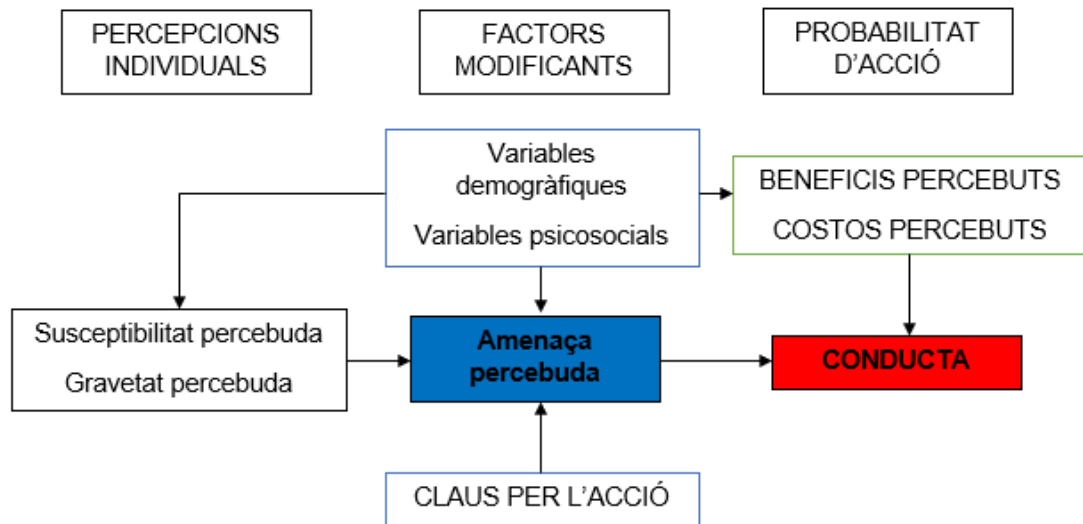 PERCEPCIONS
INDIVIDUALS
FACTORS
MODIFICANTS
PROBABILITAT
D'ACCIÓ
Variables
demogràfiques
Variables psicosocials
BENEFICIS PERCEBUTS
COSTOS PERCEBUTS
Susceptibilitat percebuda
Gravetat percebuda
Amenaça
percebuda
CONDUCTA
CLAUS PER L'ACCIÓ